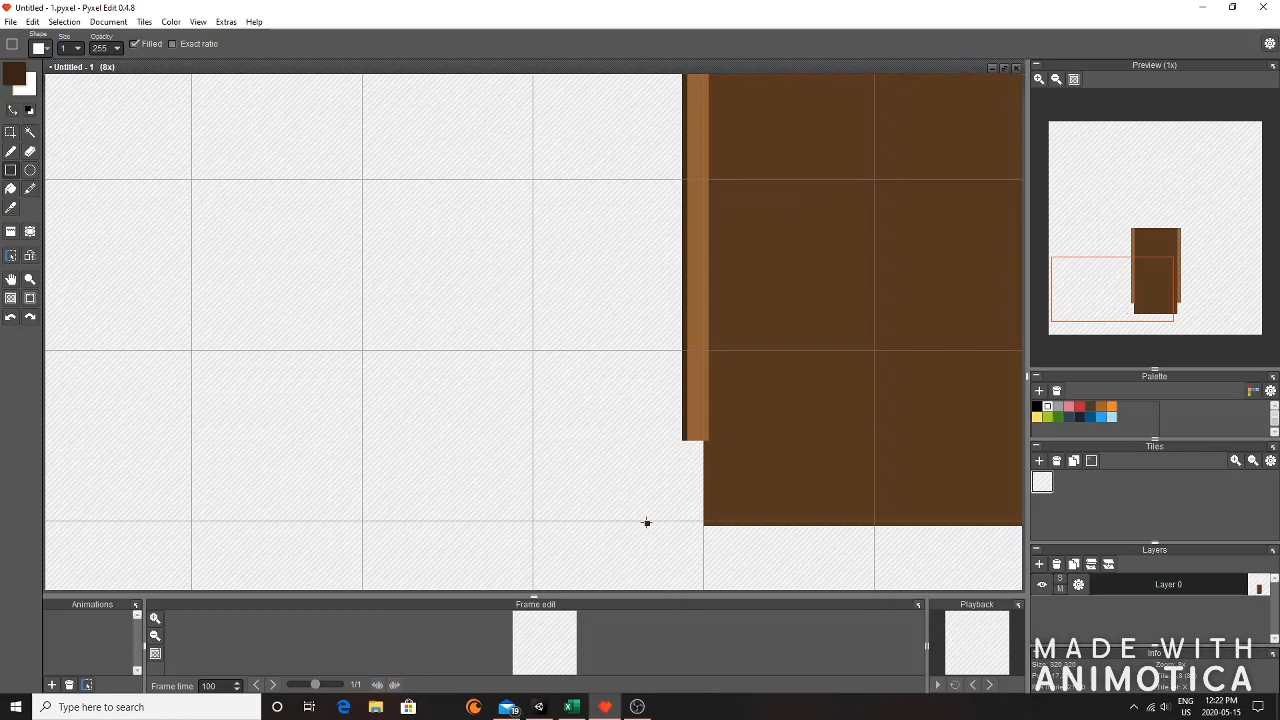 Untitled - 1.pyxel - Pyxel Edit 0.4.8
File Edit Selection Document Tiles Color View Extras Help
Shape Size Opacity
1 255 Filled Exact ratio
• Untitled - 1 (8x)
Preview (1x)
Palette
Tiles
Layers
S
M
Layer 0
Animations
Frame edit
Playback
Info
Frame time 100 1/1
MADE WITH
ANIMOTICA
Type here to search
19
ENG
US
12:22 PM
2020-05-15